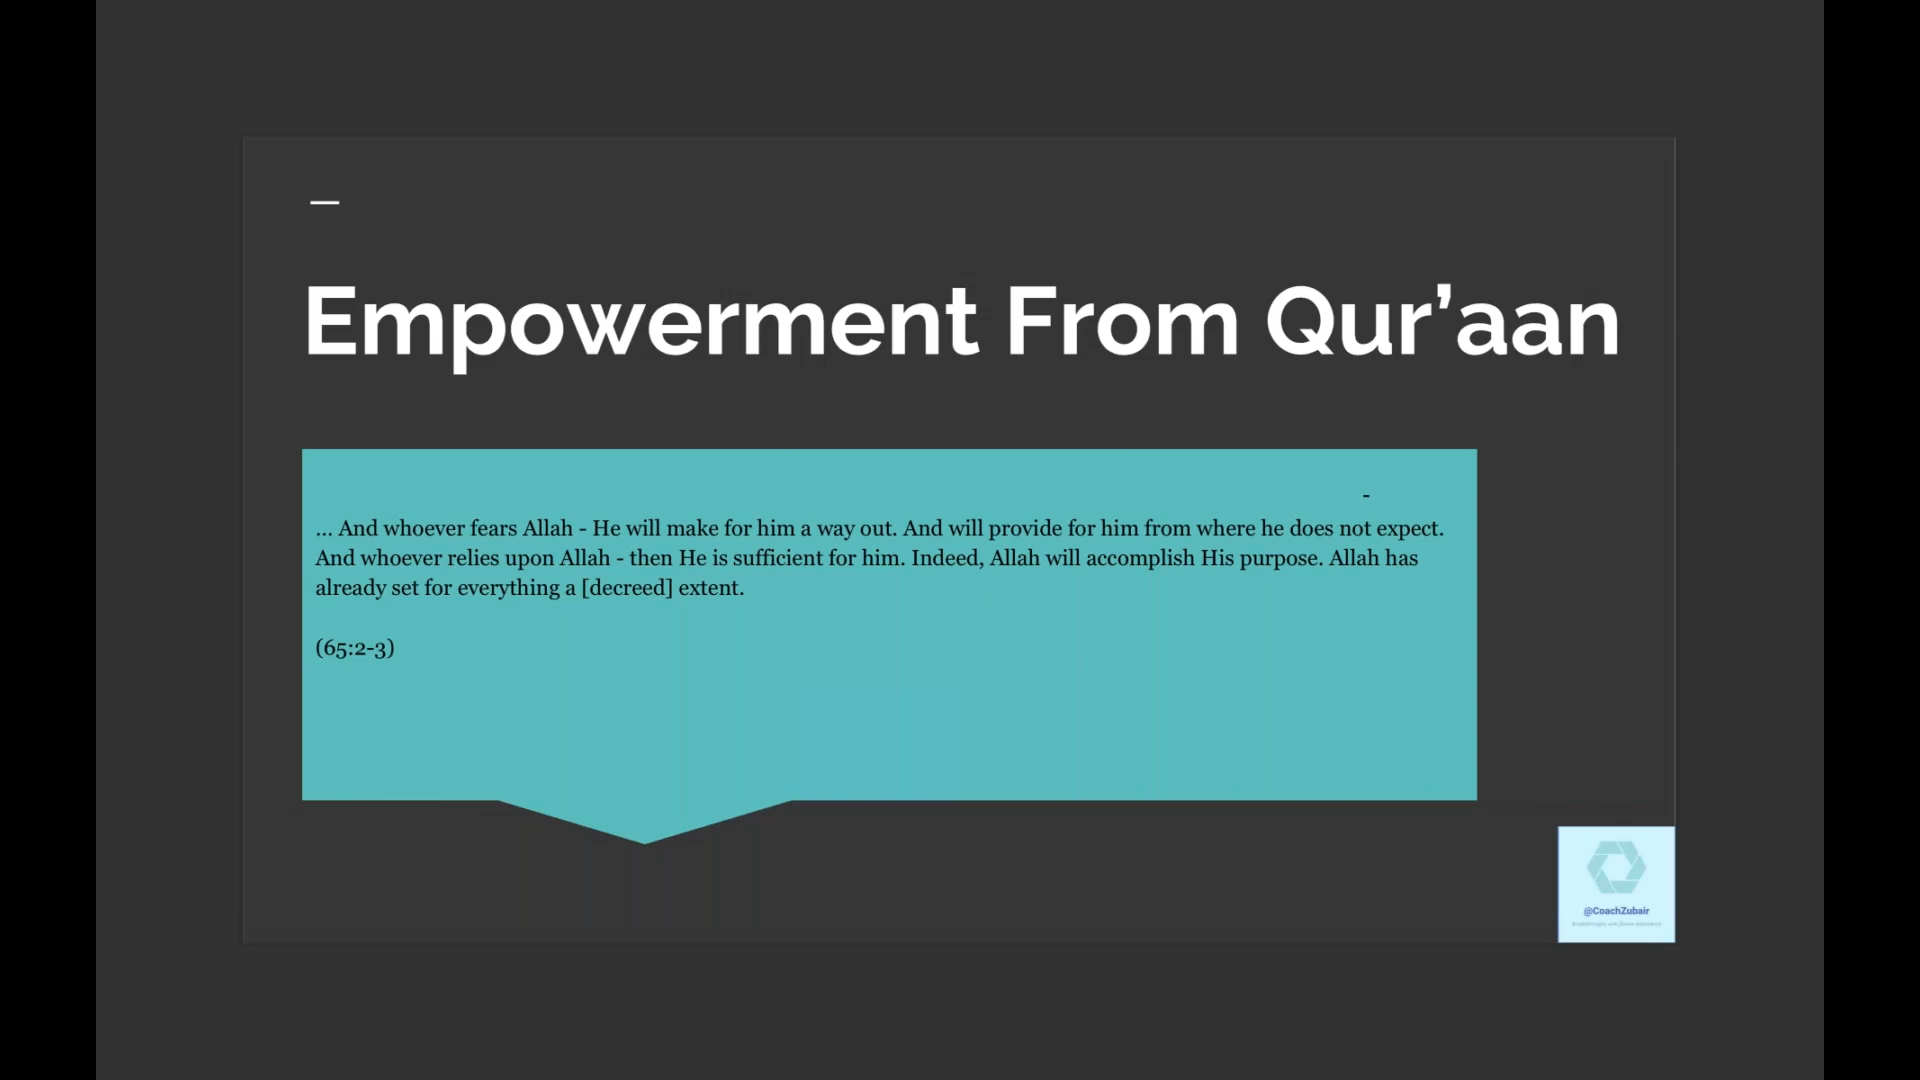 Empowerment From Qur’aan
-
... And whoever fears Allah - He will make for him a way out. And will provide for him from where he does not expect.
And whoever relies upon Allah - then He is sufficient for him. Indeed, Allah will accomplish His purpose. Allah has
already set for everything a [decreed] extent.
(65:2-3)
@CoachZubair